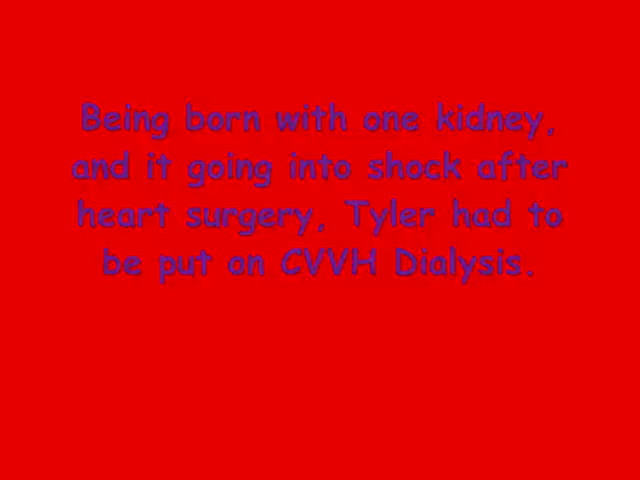 Being born with one kidney,
and it going into shock after
heart surgery, Tyler had to
be put on CVVH Dialysis.